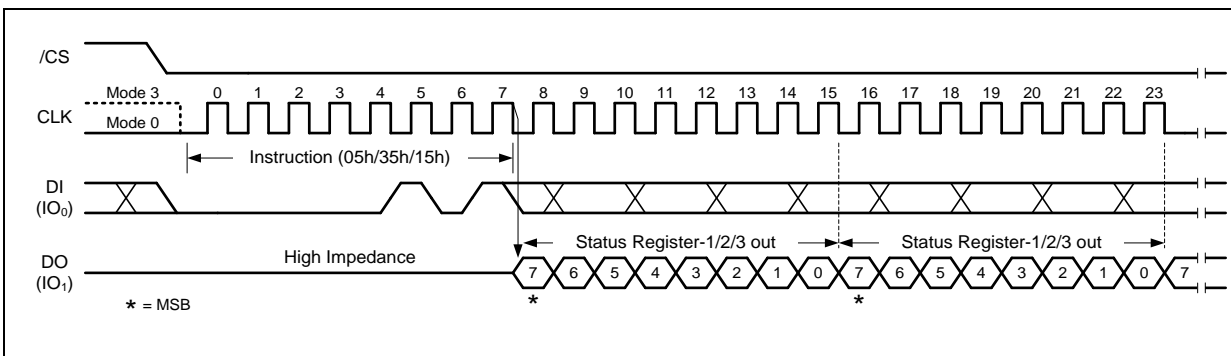 /CS
Mode 3 0 1 2 3 4 5 6 7 8 9 10 11 12 13 14 15 16 17 18 19 20 21 22 23
CLK
Mode 0
Instruction (05h/35h/15h)
DI
(IO₀)
Status Register-1/2/3 out Status Register-1/2/3 out
High Impedance
DO
(IO₁)
7 6 5 4 3 2 1 0 7 6 5 4 3 2 1 0 7
* *
* = MSB